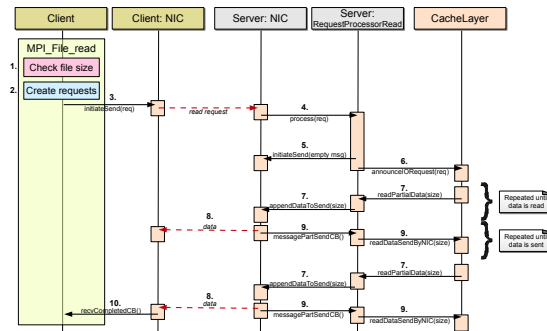 Client
Client: NIC
Server: NIC
Server:
RequestProcessorRead
CacheLayer
MPI_File_read
1.
Check file size
2.
Create requests
3.
initiateSend(req)
read request
4.
process(req)
5.
initiateSend(empty msg)
6.
announceIORequest(req)
7.
readPartialData(size)
Repeated until
data is read
7.
appendDataToSend(size)
8.
data
9.
messagePartSendCB()
9.
readDataSendByNIC(size)
Repeated until
data is sent
7.
readPartialData(size)
7.
appendDataToSend(size)
10.
recvCompletedCB()
8.
data
9.
messagePartSendCB()
9.
readDataSendByNIC(size)